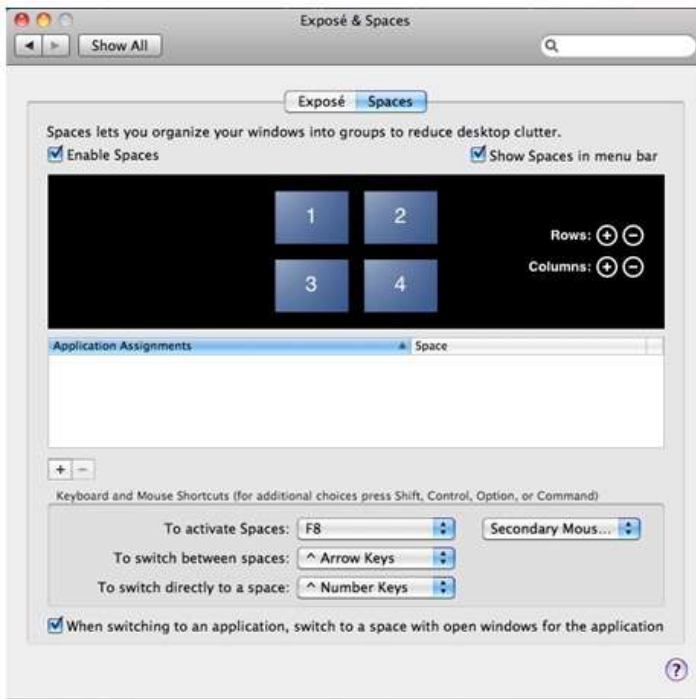 Exposé & Spaces
Show All
Exposé Spaces
Spaces lets you organize your windows into groups to reduce desktop clutter.
Enable Spaces Show Spaces in menu bar
1 2
Rows: + −
Columns: + −
3 4
Application Assignments Space
+ −
Keyboard and Mouse Shortcuts (for additional choices press Shift, Control, Option, or Command)
To activate Spaces: F8 Secondary Mous...
To switch between spaces: ^ Arrow Keys
To switch directly to a space: ^ Number Keys
When switching to an application, switch to a space with open windows for the application
?